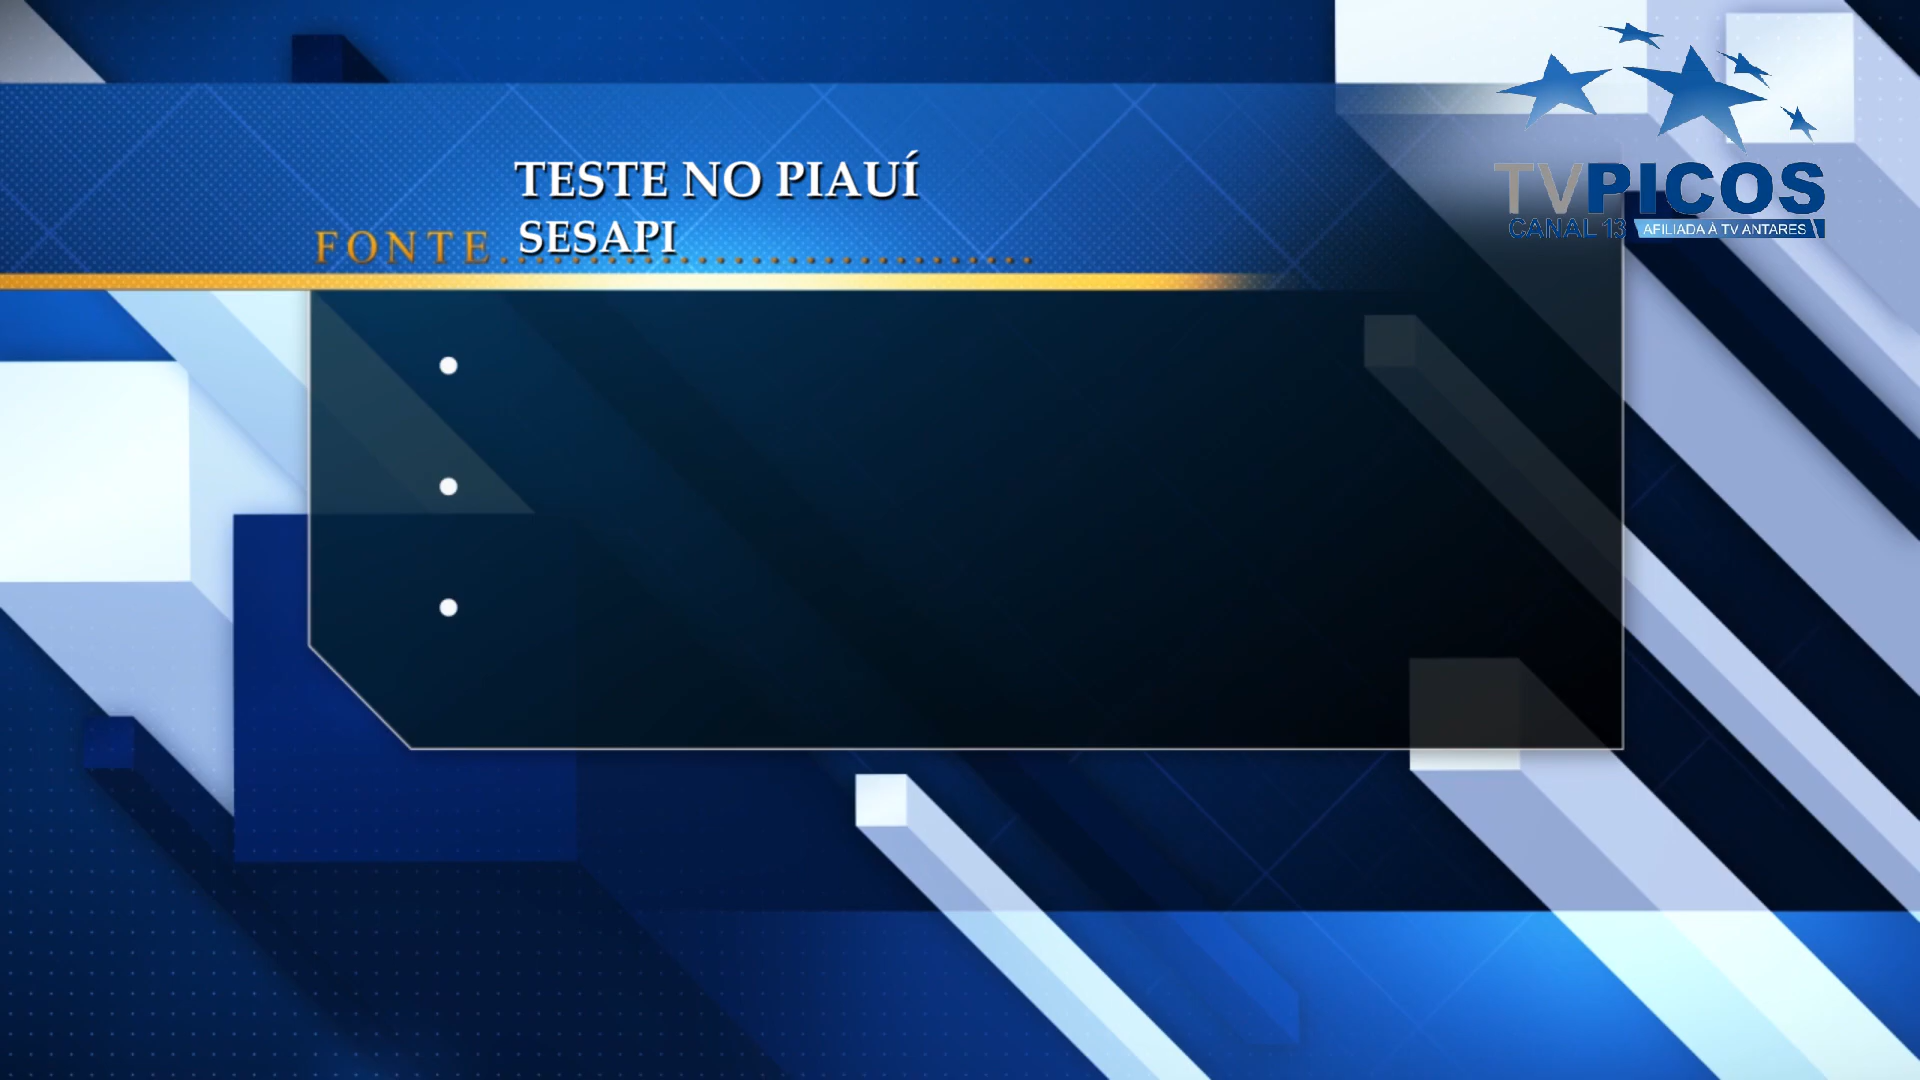 TESTE NO PIAUÍ
FONTE SESAPI
TVPICOS
CANAL 13 AFILIADA À TV ANTARES